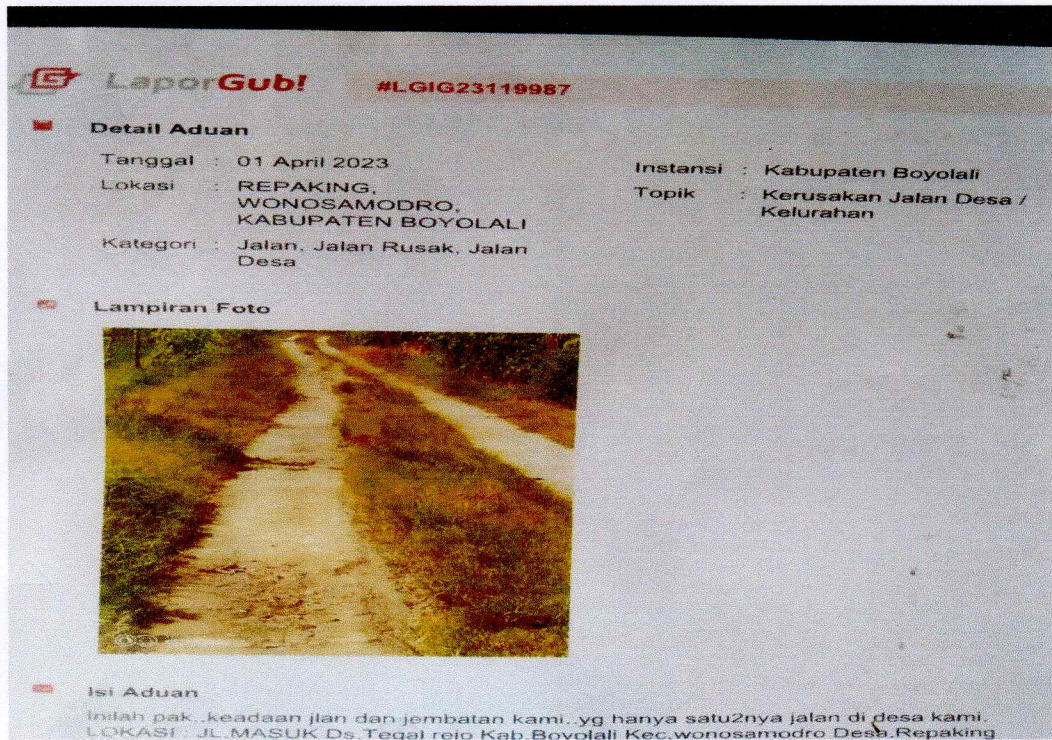 LaporGub! #LGIG23119987
Detail Aduan
Tanggal : 01 April 2023
Lokasi : REPAKING,
WONOSAMODRO,
KABUPATEN BOYOLALI
Kategori : Jalan, Jalan Rusak, Jalan
Desa
Instansi : Kabupaten Boyolali
Topik : Kerusakan Jalan Desa /
Kelurahan
Lampiran Foto
Isi Aduan
Inilah pak..keadaan jlan dan jembatan kami..yg hanya satu2nya jalan di desa kami.
LOKASI : JL.MASUK Ds.Tegal rejo Kab.Boyolali Kec.wonosamodro Desa.Repaking